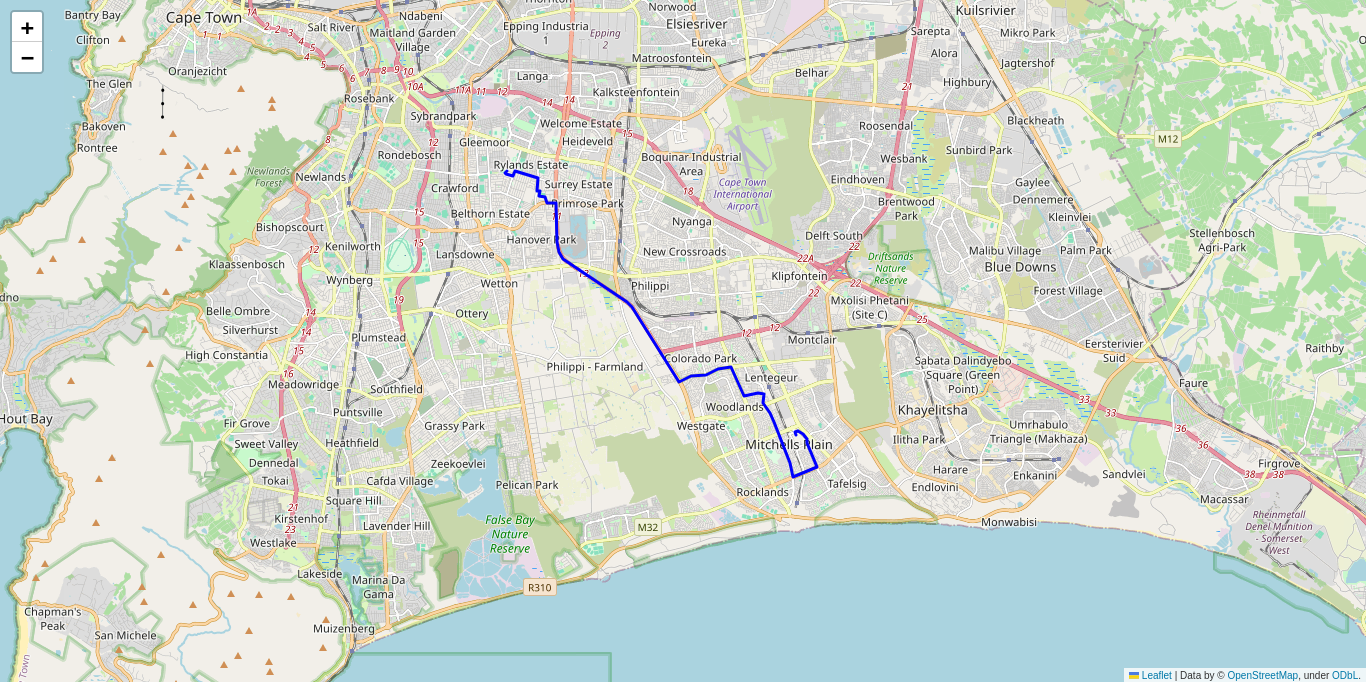 Bantry Bay
Cape Town
Clifton
Salt River
Ndabeni
Maitland Garden
Village
Epping Industria
1
Epping
2
Norwood
Elsiesriver
Eureka
Matroosfontein
Kuilsrivier
Sarepta
Mikro Park
Alora
Jagtershof
Oranjezicht
The Glen
Langa
Belhar
Highbury
Kalksteenfontein
Rosebank
Sybrandpark
Bakoven
Rontree
Welcome Estate
Heideveld
Gleemoor
Roosendal
Blackheath
M12
Rondebosch
Rylands Estate
Boquinar Industrial
Area
Wesbank
Sunbird Park
Newlands
Forest
Newlands
Crawford
Surrey Estate
Cape Town
International
Airport
Eindhoven
Gaylee
Dennemere
Brentwood
Park
Belthorn Estate
Primrose Park
Kleinvlei
Bishopscourt
Nyanga
Delft South
Stellenbosch
Agri-Park
Kenilworth
Hanover Park
New Crossroads
Malibu Village
Palm Park
Klaassenbosch
Lansdowne
Driftsands
Nature
Reserve
Blue Downs
Wynberg
Wetton
Philippi
Klipfontein
Forest Village
Belle Ombre
Ottery
Mxolisi Phetani
(Site C)
Silverhurst
Plumstead
Montclair
High Constantia
Colorado Park
Eersterivier
Suid
Raithby
Philippi - Farmland
Sabata Dalindyebo
Square (Green
Point)
Meadowridge
Southfield
Lentegeur
Faure
Hout Bay
Puntsville
Woodlands
Khayelitsha
Fir Grove
Grassy Park
Westgate
Umrhabulo
Triangle (Makhaza)
Sweet Valley
Heathfield
Mitchells Plain
Ilitha Park
Dennedal
Zeekoevlei
Firgrove
Tokai
Cafda Village
Pelican Park
Harare
Enkanini
Sandvlei
Square Hill
Rocklands
Tafelsig
Endlovini
Macassar
Kirstenhof
Lavender Hill
False Bay
Nature
Reserve
M32
Monwabisi
Rheinmetall
Denel Munition
- Somerset
West
Westlake
Lakeside
Marina Da
Gama
R310
Chapman's
Peak
San Michele
Muizenberg
Leaflet | Data by © OpenStreetMap, under ODbL.